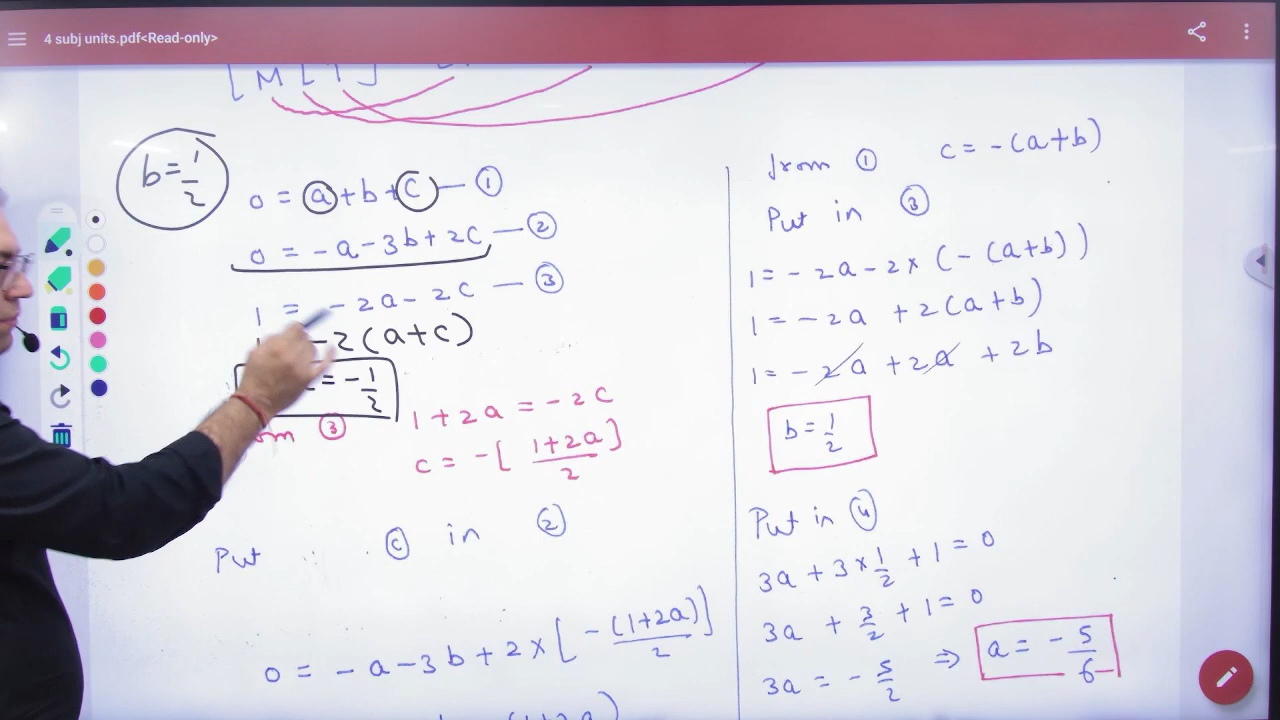 4 subj units.pdf<Read-only>
[ M L T ]
b = 1/2
0 = a + b + c — ①
0 = -a - 3b + 2c — ②
1 = -2a - 2c — ③
-2(a+c)
= -1/2
③
1 + 2a = -2c
c = -[ (1+2a)/2 ]
Put © in ②
0 = -a - 3b + 2 × [ -(1+2a)/2 ]
(1+2a)
from ① c = -(a+b)
Put in ③
1 = -2a - 2 × (-(a+b))
1 = -2a + 2(a+b)
1 = -2a + 2a + 2b
b = 1/2
Put in ④
3a + 3 × 1/2 + 1 = 0
3a + 3/2 + 1 = 0
3a = -5/2 ⇒ a = -5/6